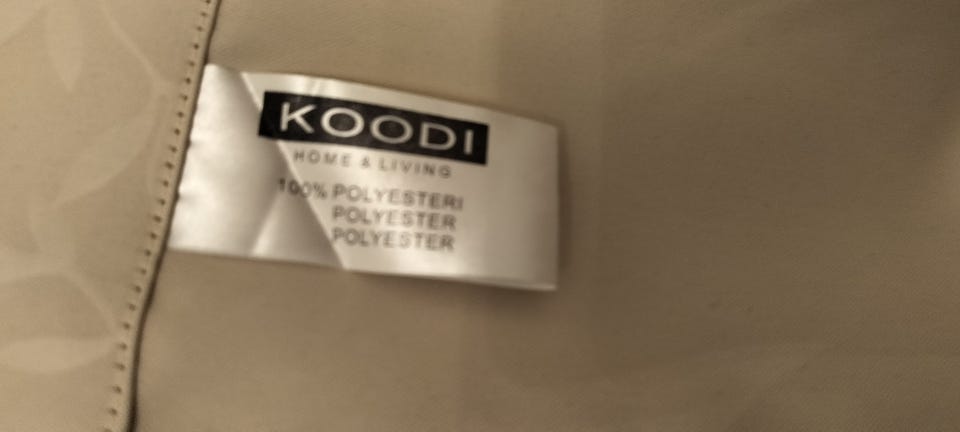 KOODI
HOME & LIVING
100% POLYESTERI
POLYESTER
POLYESTER